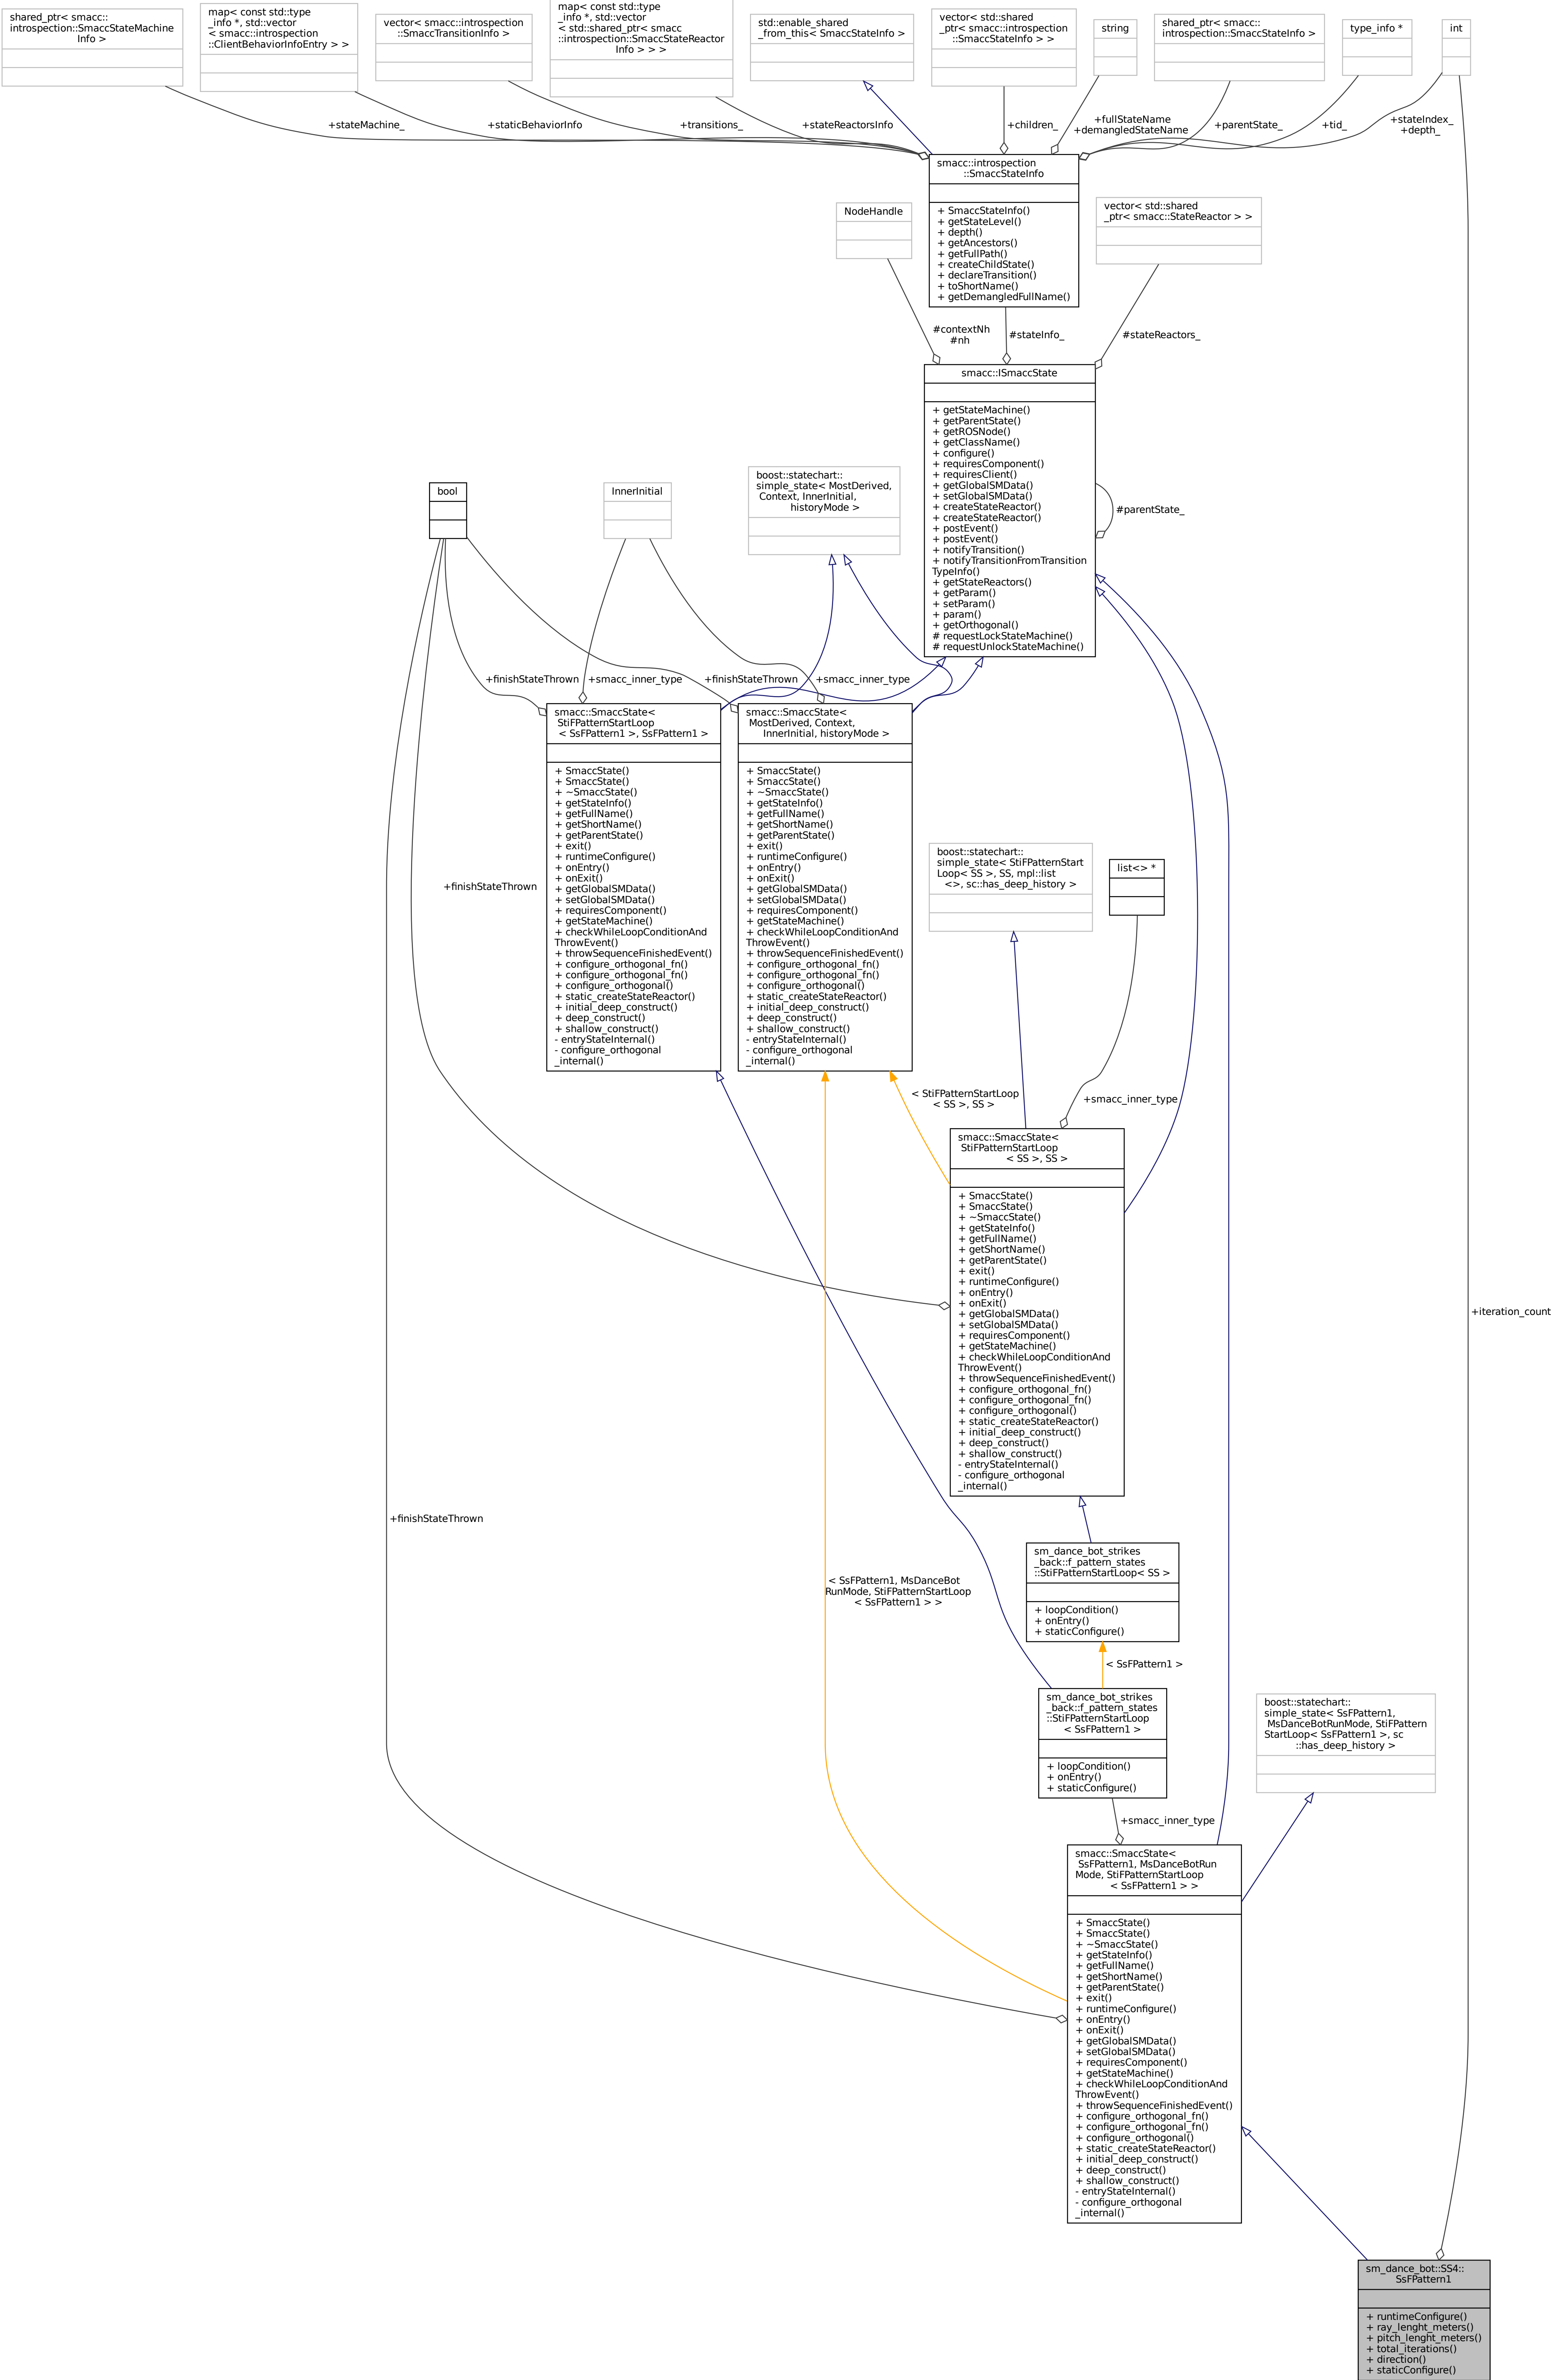 shared_ptr< smacc::
introspection::SmaccStateMachine
Info >
map< const std::type
_info *, std::vector
< smacc::introspection
::ClientBehaviorInfoEntry > >
vector< smacc::introspection
::SmaccTransitionInfo >
map< const std::type
_info *, std::vector
< std::shared_ptr< smacc
::introspection::SmaccStateReactor
Info > > >
std::enable_shared
_from_this< SmaccStateInfo >
vector< std::shared
_ptr< smacc::introspection
::SmaccStateInfo > >
string
shared_ptr< smacc::
introspection::SmaccStateInfo >
type_info *
int
+stateMachine_
+staticBehaviorInfo
+transitions_
+stateReactorsInfo
+children_
+fullStateName
+demangledStateName
+parentState_
+tid_
+stateIndex_
+depth_
smacc::introspection
::SmaccStateInfo
+ SmaccStateInfo()
+ getStateLevel()
+ depth()
+ getAncestors()
+ getFullPath()
+ createChildState()
+ declareTransition()
+ toShortName()
+ getDemangledFullName()
NodeHandle
vector< std::shared
_ptr< smacc::StateReactor > >
#contextNh
#nh
#stateInfo_
#stateReactors_
smacc::ISmaccState
+ getStateMachine()
+ getParentState()
+ getROSNode()
+ getClassName()
+ configure()
+ requiresComponent()
+ requiresClient()
+ getGlobalSMData()
+ setGlobalSMData()
+ createStateReactor()
+ createStateReactor()
+ postEvent()
+ postEvent()
+ notifyTransition()
+ notifyTransitionFromTransition
TypeInfo()
+ getStateReactors()
+ getParam()
+ setParam()
+ param()
+ getOrthogonal()
# requestLockStateMachine()
# requestUnlockStateMachine()
#parentState_
bool
InnerInitial
boost::statechart::
simple_state< MostDerived,
Context, InnerInitial,
historyMode >
+finishStateThrown
+smacc_inner_type
+finishStateThrown
+smacc_inner_type
smacc::SmaccState<
StiFPatternStartLoop
< SsFPattern1 >, SsFPattern1 >
+ SmaccState()
+ SmaccState()
+ ~SmaccState()
+ getStateInfo()
+ getFullName()
+ getShortName()
+ getParentState()
+ exit()
+ runtimeConfigure()
+ onEntry()
+ onExit()
+ getGlobalSMData()
+ setGlobalSMData()
+ requiresComponent()
+ getStateMachine()
+ checkWhileLoopConditionAnd
ThrowEvent()
+ throwSequenceFinishedEvent()
+ configure_orthogonal_fn()
+ configure_orthogonal_fn()
+ configure_orthogonal()
+ static_createStateReactor()
+ initial_deep_construct()
+ deep_construct()
+ shallow_construct()
- entryStateInternal()
- configure_orthogonal
_internal()
smacc::SmaccState<
MostDerived, Context,
InnerInitial, historyMode >
+ SmaccState()
+ SmaccState()
+ ~SmaccState()
+ getStateInfo()
+ getFullName()
+ getShortName()
+ getParentState()
+ exit()
+ runtimeConfigure()
+ onEntry()
+ onExit()
+ getGlobalSMData()
+ setGlobalSMData()
+ requiresComponent()
+ getStateMachine()
+ checkWhileLoopConditionAnd
ThrowEvent()
+ throwSequenceFinishedEvent()
+ configure_orthogonal_fn()
+ configure_orthogonal_fn()
+ configure_orthogonal()
+ static_createStateReactor()
+ initial_deep_construct()
+ deep_construct()
+ shallow_construct()
- entryStateInternal()
- configure_orthogonal
_internal()
+finishStateThrown
boost::statechart::
simple_state< StiFPatternStart
Loop< SS >, SS, mpl::list
<>, sc::has_deep_history >
list<> *
< StiFPatternStartLoop
< SS >, SS >
+smacc_inner_type
smacc::SmaccState<
StiFPatternStartLoop
< SS >, SS >
+ SmaccState()
+ SmaccState()
+ ~SmaccState()
+ getStateInfo()
+ getFullName()
+ getShortName()
+ getParentState()
+ exit()
+ runtimeConfigure()
+ onEntry()
+ onExit()
+ getGlobalSMData()
+ setGlobalSMData()
+ requiresComponent()
+ getStateMachine()
+ checkWhileLoopConditionAnd
ThrowEvent()
+ throwSequenceFinishedEvent()
+ configure_orthogonal_fn()
+ configure_orthogonal_fn()
+ configure_orthogonal()
+ static_createStateReactor()
+ initial_deep_construct()
+ deep_construct()
+ shallow_construct()
- entryStateInternal()
- configure_orthogonal
_internal()
+iteration_count
+finishStateThrown
sm_dance_bot_strikes
_back::f_pattern_states
::StiFPatternStartLoop< SS >
+ loopCondition()
+ onEntry()
+ staticConfigure()
< SsFPattern1, MsDanceBot
RunMode, StiFPatternStartLoop
< SsFPattern1 > >
< SsFPattern1 >
sm_dance_bot_strikes
_back::f_pattern_states
::StiFPatternStartLoop
< SsFPattern1 >
+ loopCondition()
+ onEntry()
+ staticConfigure()
boost::statechart::
simple_state< SsFPattern1,
MsDanceBotRunMode, StiFPattern
StartLoop< SsFPattern1 >, sc
::has_deep_history >
+smacc_inner_type
smacc::SmaccState<
SsFPattern1, MsDanceBotRun
Mode, StiFPatternStartLoop
< SsFPattern1 > >
+ SmaccState()
+ SmaccState()
+ ~SmaccState()
+ getStateInfo()
+ getFullName()
+ getShortName()
+ getParentState()
+ exit()
+ runtimeConfigure()
+ onEntry()
+ onExit()
+ getGlobalSMData()
+ setGlobalSMData()
+ requiresComponent()
+ getStateMachine()
+ checkWhileLoopConditionAnd
ThrowEvent()
+ throwSequenceFinishedEvent()
+ configure_orthogonal_fn()
+ configure_orthogonal_fn()
+ configure_orthogonal()
+ static_createStateReactor()
+ initial_deep_construct()
+ deep_construct()
+ shallow_construct()
- entryStateInternal()
- configure_orthogonal
_internal()
sm_dance_bot::SS4::
SsFPattern1
+ runtimeConfigure()
+ ray_lenght_meters()
+ pitch_lenght_meters()
+ total_iterations()
+ direction()
+ staticConfigure()